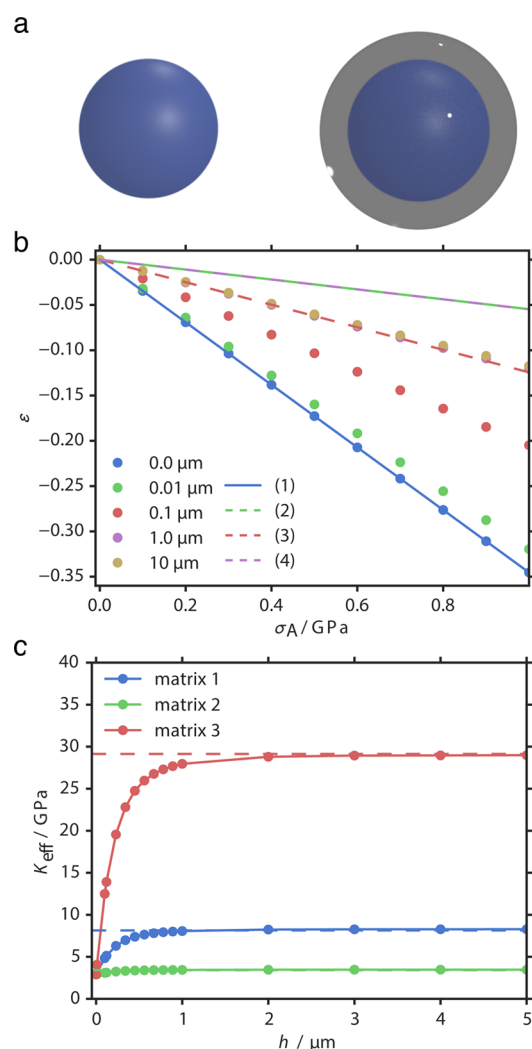 a
b
0.00
−0.05
−0.10
−0.15
−0.20
−0.25
−0.30
−0.35
ε
0.0 μm
0.01 μm
0.1 μm
1.0 μm
10 μm
(1)
(2)
(3)
(4)
0.0 0.2 0.4 0.6 0.8
σA / GPa
c
40
35
30
25
20
15
10
5
0
Keff / GPa
matrix 1
matrix 2
matrix 3
0 1 2 3 4 5
h / μm